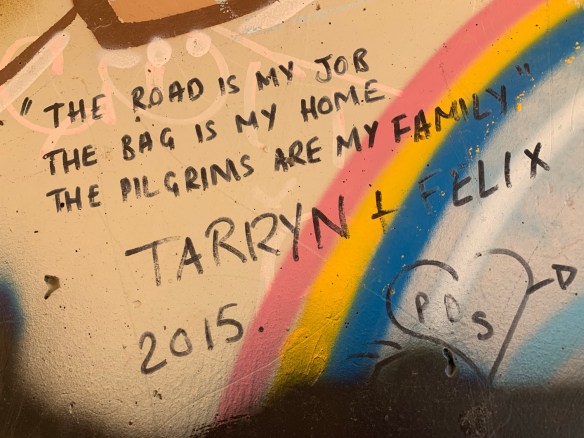 "THE ROAD IS MY JOB
THE BAG IS MY HOME
THE PILGRIMS ARE MY FAMILY"
TARRYN + FELIX
2015.
PDS